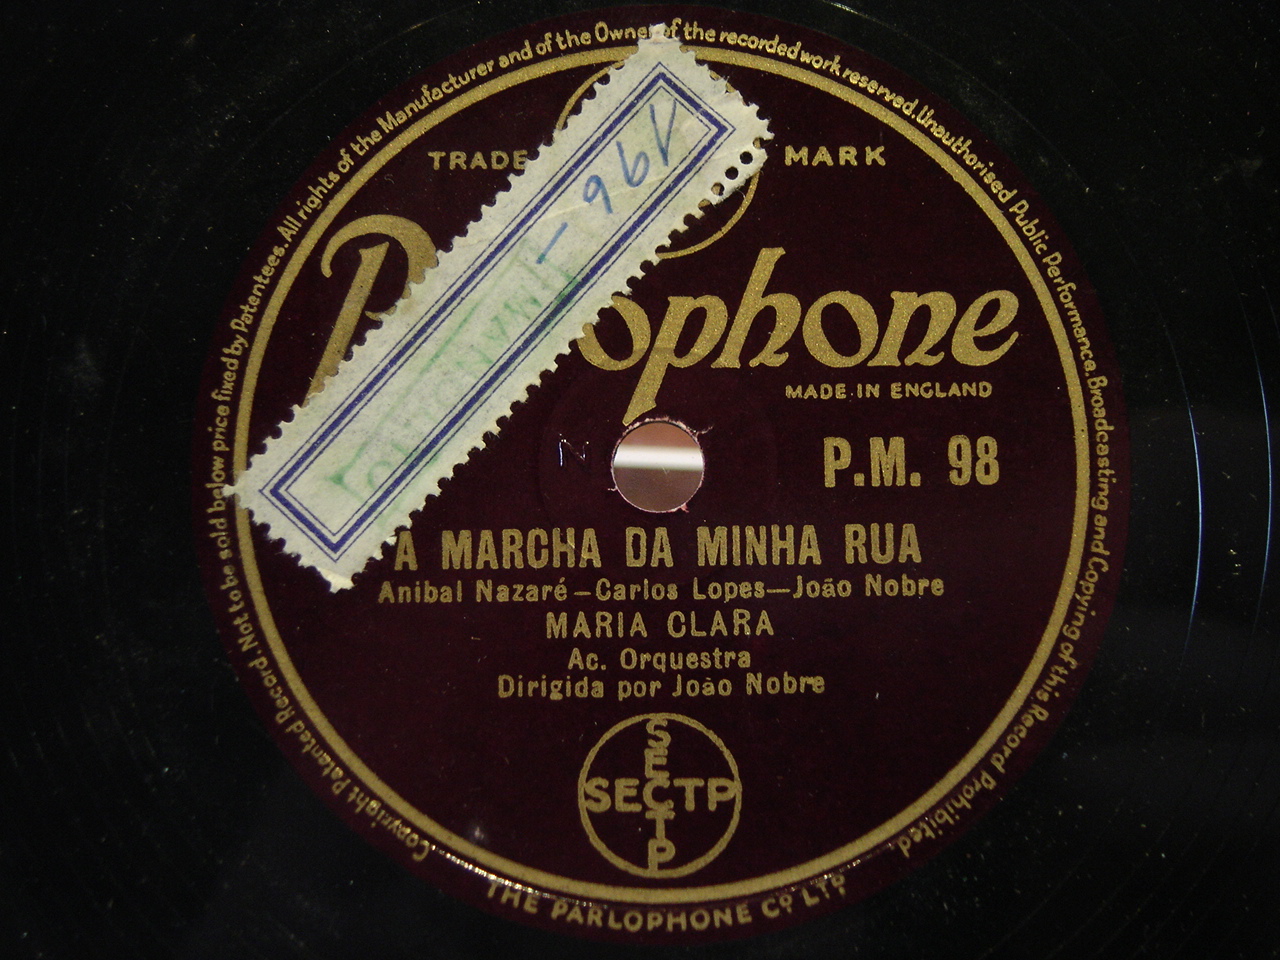 Copyright Patented Record. Not to be sold below price fixed by Patentees. All rights of the Manufacturer and of the Owner of the recorded work reserved. Unauthorised Public Performance. Broadcasting and Copying of this Record Prohibited.
TRADE MARK
P ophone
MADE IN ENGLAND
P.M. 98
N
A MARCHA DA MINHA RUA
Anibal Nazaré – Carlos Lopes — João Nobre
MARIA CLARA
Ac. Orquestra
Dirigida por João Nobre
SECTP
SECTP
THE PARLOPHONE Cº LTº